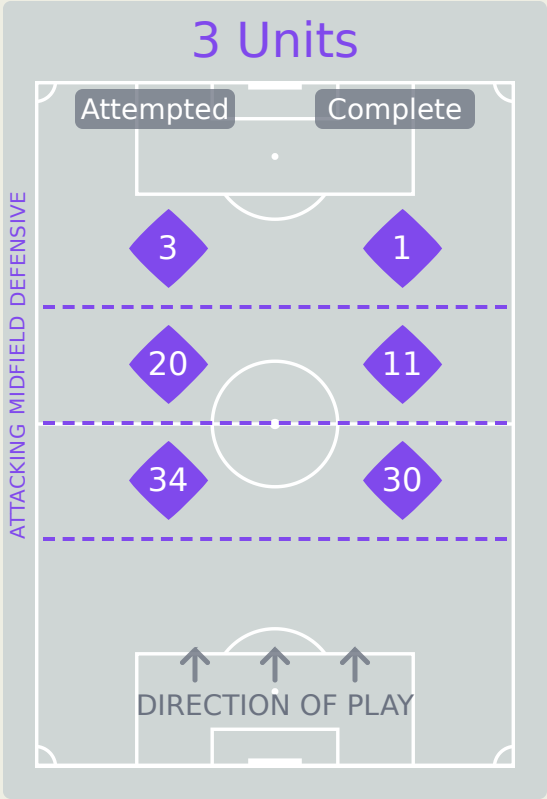 3 Units
Attempted Complete
3 1
20 11
34 30
ATTACKING MIDFIELD DEFENSIVE
DIRECTION OF PLAY